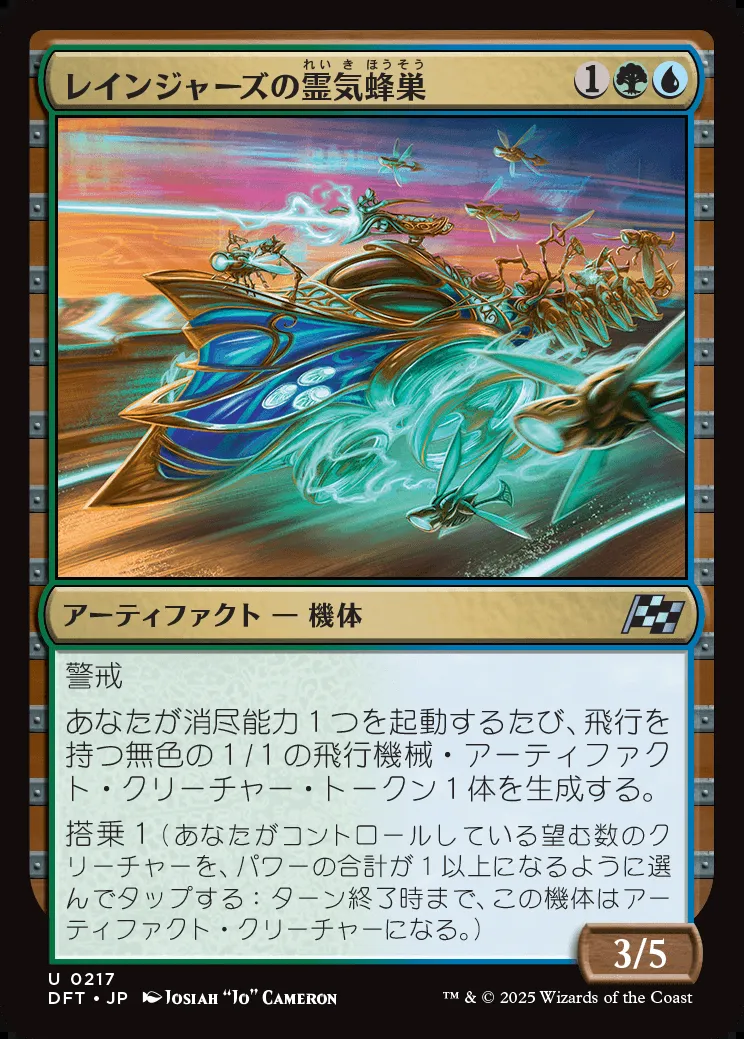 れいきほうそう
レインジャーズの霊気蜂巣 1
アーティファクト — 機体
警戒
あなたが消尽能力1つを起動するたび、飛行を
持つ無色の1/1の飛行機械・アーティファク
ト・クリーチャー・トークン1体を生成する。
搭乗1（あなたがコントロールしている望む数のク
リーチャーを、パワーの合計が1以上になるように選
んでタップする：ターン終了時まで、この機体はアー
ティファクト・クリーチャーになる。）
3/5
U 0217
DFT • JP Josiah “Jo” Cameron
™ & © 2025 Wizards of the Coast